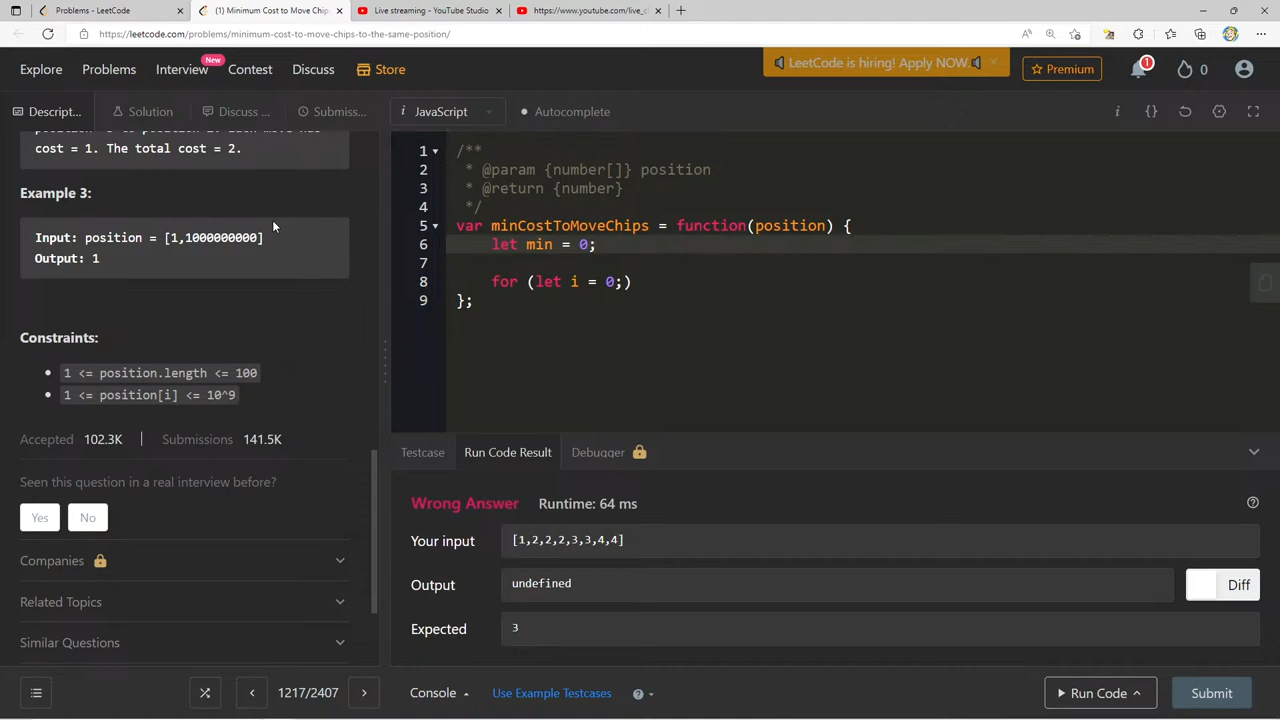 Problems - LeetCode
(1) Minimum Cost to Move Chips
Live streaming - YouTube Studio
https://www.youtube.com/live_c
https://leetcode.com/problems/minimum-cost-to-move-chips-to-the-same-position/
Explore
Problems
Interview
New
Contest
Discuss
Store
LeetCode is hiring! Apply NOW.
Premium
1
0
Descript...
Solution
Discuss ...
Submiss...
i JavaScript
Autocomplete
cost = 1. The total cost = 2.
Example 3:
Input: position = [1,1000000000]
Output: 1
Constraints:
1 <= position.length <= 100
1 <= position[i] <= 10^9
Accepted 102.3K
Submissions 141.5K
Seen this question in a real interview before?
Yes
No
Companies
Related Topics
Similar Questions
1 /**
2 * @param {number[]} position
3 * @return {number}
4 */
5 var minCostToMoveChips = function(position) {
6 let min = 0;
7
8 for (let i = 0;)
9 };
Testcase
Run Code Result
Debugger
Wrong Answer
Runtime: 64 ms
Your input
[1,2,2,2,3,3,4,4]
Output
undefined
Diff
Expected
3
1217/2407
Console
Use Example Testcases
Run Code
Submit